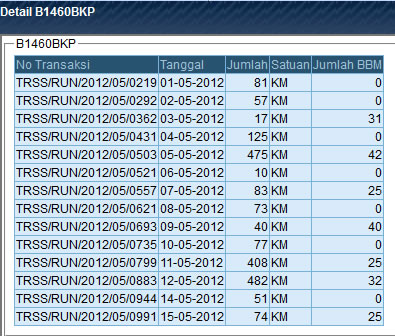 Detail B1460BKP
B1460BKP
No Transaksi Tanggal Jumlah Satuan Jumlah BBM
TRSS/RUN/2012/05/0219 01-05-2012 81 KM 0
TRSS/RUN/2012/05/0292 02-05-2012 57 KM 0
TRSS/RUN/2012/05/0362 03-05-2012 17 KM 31
TRSS/RUN/2012/05/0431 04-05-2012 125 KM 0
TRSS/RUN/2012/05/0503 05-05-2012 475 KM 42
TRSS/RUN/2012/05/0521 06-05-2012 10 KM 0
TRSS/RUN/2012/05/0557 07-05-2012 83 KM 25
TRSS/RUN/2012/05/0621 08-05-2012 73 KM 0
TRSS/RUN/2012/05/0693 09-05-2012 40 KM 40
TRSS/RUN/2012/05/0735 10-05-2012 77 KM 0
TRSS/RUN/2012/05/0799 11-05-2012 408 KM 25
TRSS/RUN/2012/05/0883 12-05-2012 482 KM 32
TRSS/RUN/2012/05/0944 14-05-2012 51 KM 0
TRSS/RUN/2012/05/0991 15-05-2012 74 KM 25